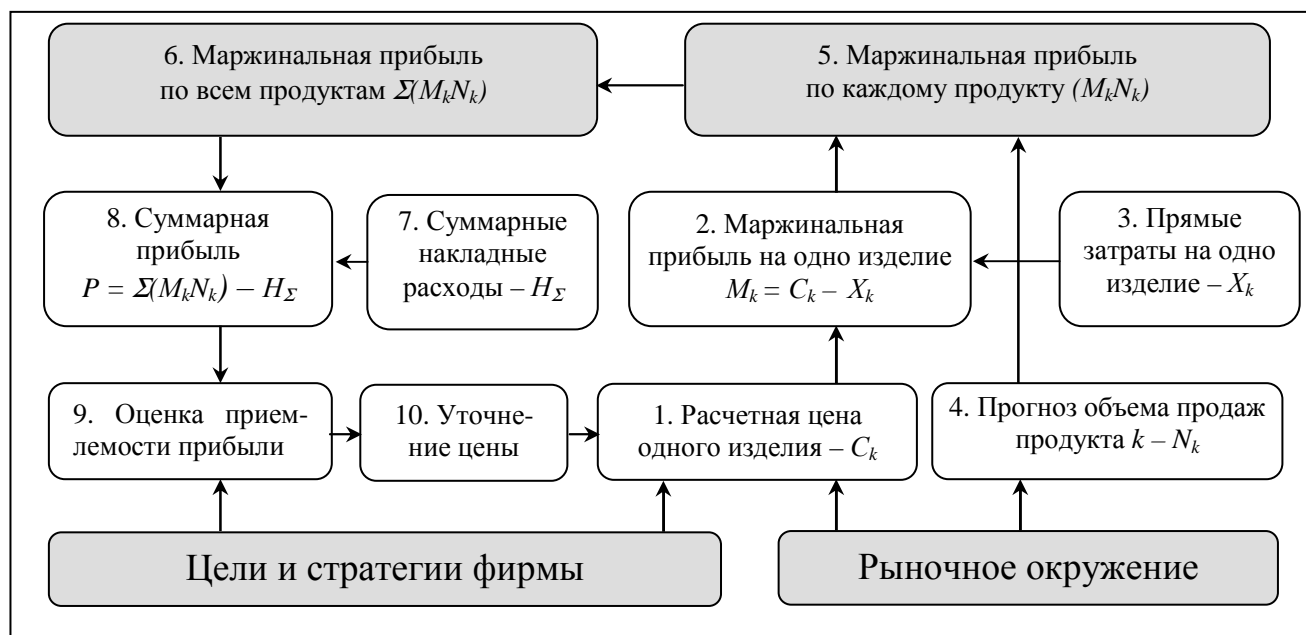 6. Маржинальная прибыль
по всем продуктам Σ(MₖNₖ)
5. Маржинальная прибыль
по каждому продукту (MₖNₖ)
8. Суммарная
прибыль
P = Σ(MₖNₖ) – H_Σ
7. Суммарные
накладные
расходы – H_Σ
2. Маржинальная
прибыль на одно изделие
Mₖ = Cₖ – Xₖ
3. Прямые
затраты на одно
изделие – Xₖ
9. Оценка прием-
лемости прибыли
10. Уточне-
ние цены
1. Расчетная цена
одного изделия – Cₖ
4. Прогноз объема продаж
продукта k – Nₖ
Цели и стратегии фирмы
Рыночное окружение